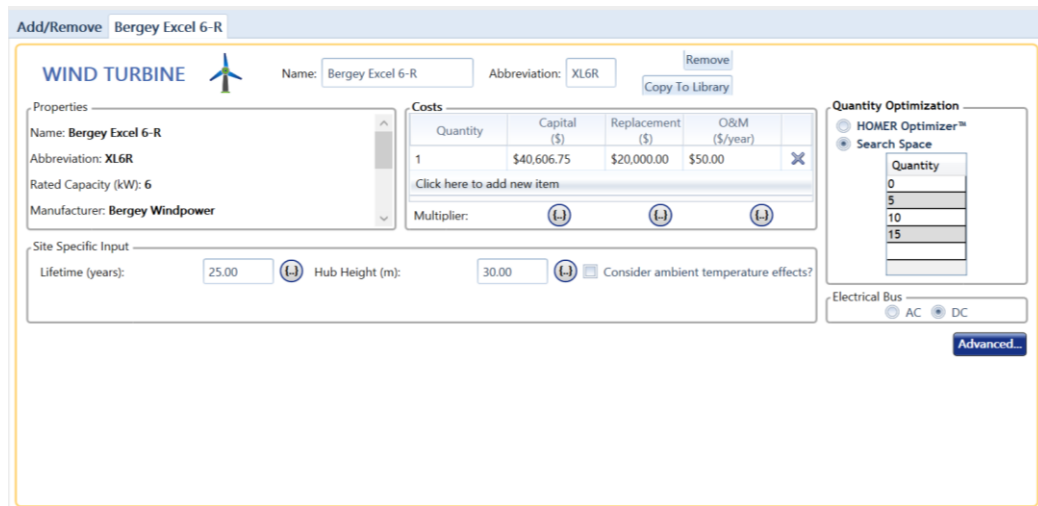 Add/Remove Bergey Excel 6-R
WIND TURBINE
Name: Bergey Excel 6-R
Abbreviation: XL6R
Remove
Copy To Library
Properties
Name: Bergey Excel 6-R
Abbreviation: XL6R
Rated Capacity (kW): 6
Manufacturer: Bergey Windpower
Costs
Quantity Capital ($) Replacement ($) O&M ($/year)
1 $40,606.75 $20,000.00 $50.00
Click here to add new item
Multiplier: (..) (..) (..)
Quantity Optimization
HOMER Optimizer™
Search Space
Quantity
0
5
10
15
Site Specific Input
Lifetime (years): 25.00 (..) Hub Height (m): 30.00 (..) Consider ambient temperature effects?
Electrical Bus
AC DC
Advanced...